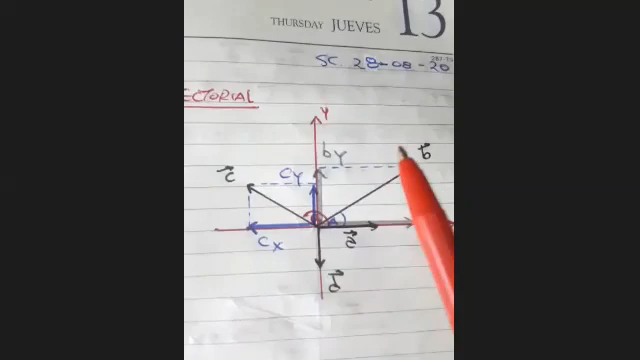 13
THURSDAY JUEVES
SC. 28-08-20
ECTORIAL
Y
by
b
Cy
c
A
a
Cx